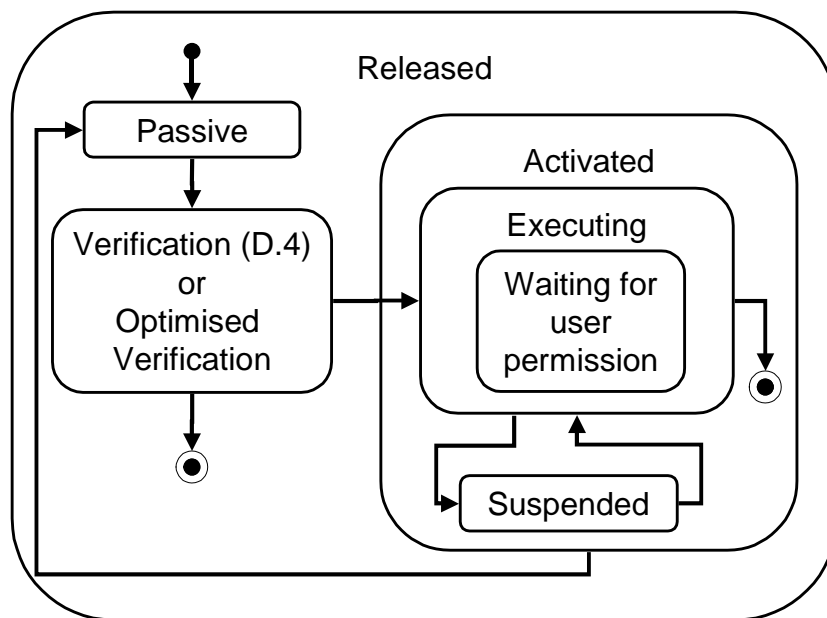 Released
Passive
Verification (D.4)
or
Optimised
Verification
Activated
Executing
Waiting for
user
permission
Suspended